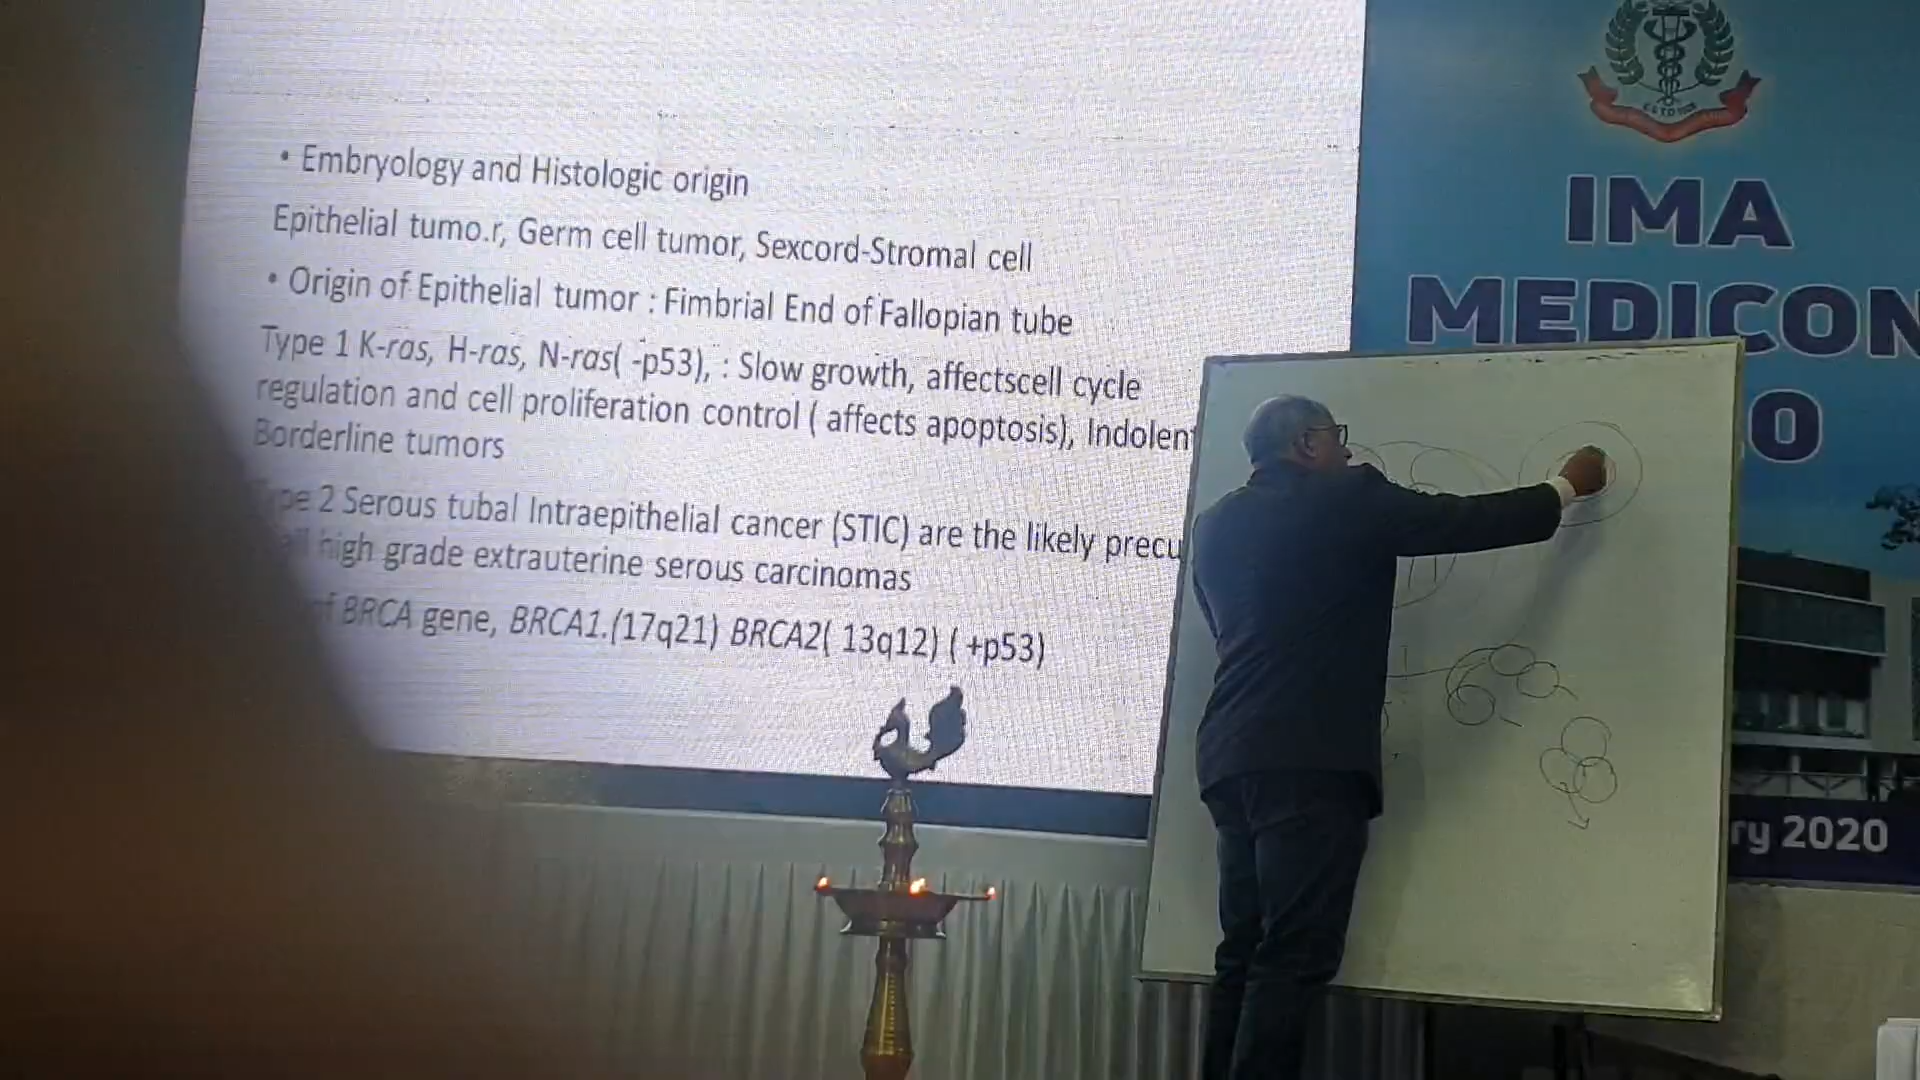 • Embryology and Histologic origin
Epithelial tumo.r, Germ cell tumor, Sexcord-Stromal cell
• Origin of Epithelial tumor : Fimbrial End of Fallopian tube
Type 1 K-ras, H-ras, N-ras( -p53), : Slow growth, affectscell cycle
regulation and cell proliferation control ( affects apoptosis), Indolent
Borderline tumors
2 Serous tubal Intraepithelial cancer (STIC) are the likely
high grade extrauterine serous carcinomas
BRCA gene, BRCA1.(17q21) BRCA2( 13q12) ( +p53)
IMA
MEDICON
2020